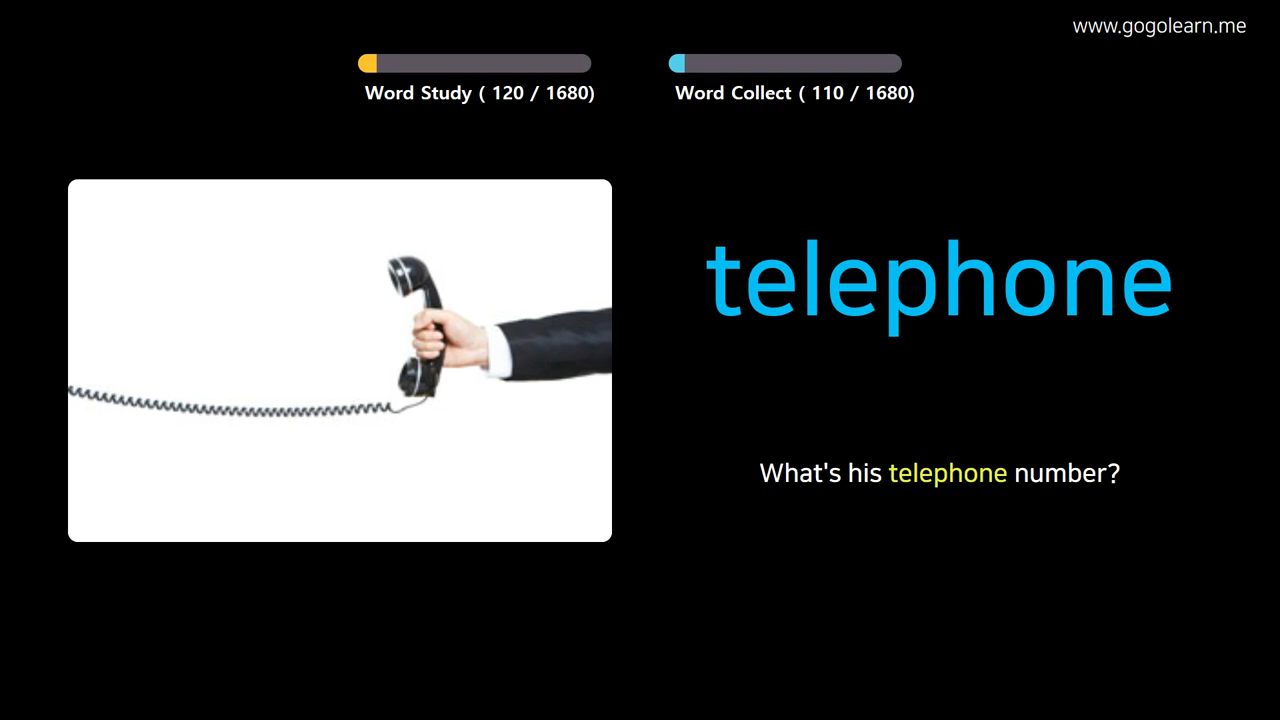 www.gogolearn.me
Word Study ( 120 / 1680)
Word Collect ( 110 / 1680)
telephone
What's his telephone number?